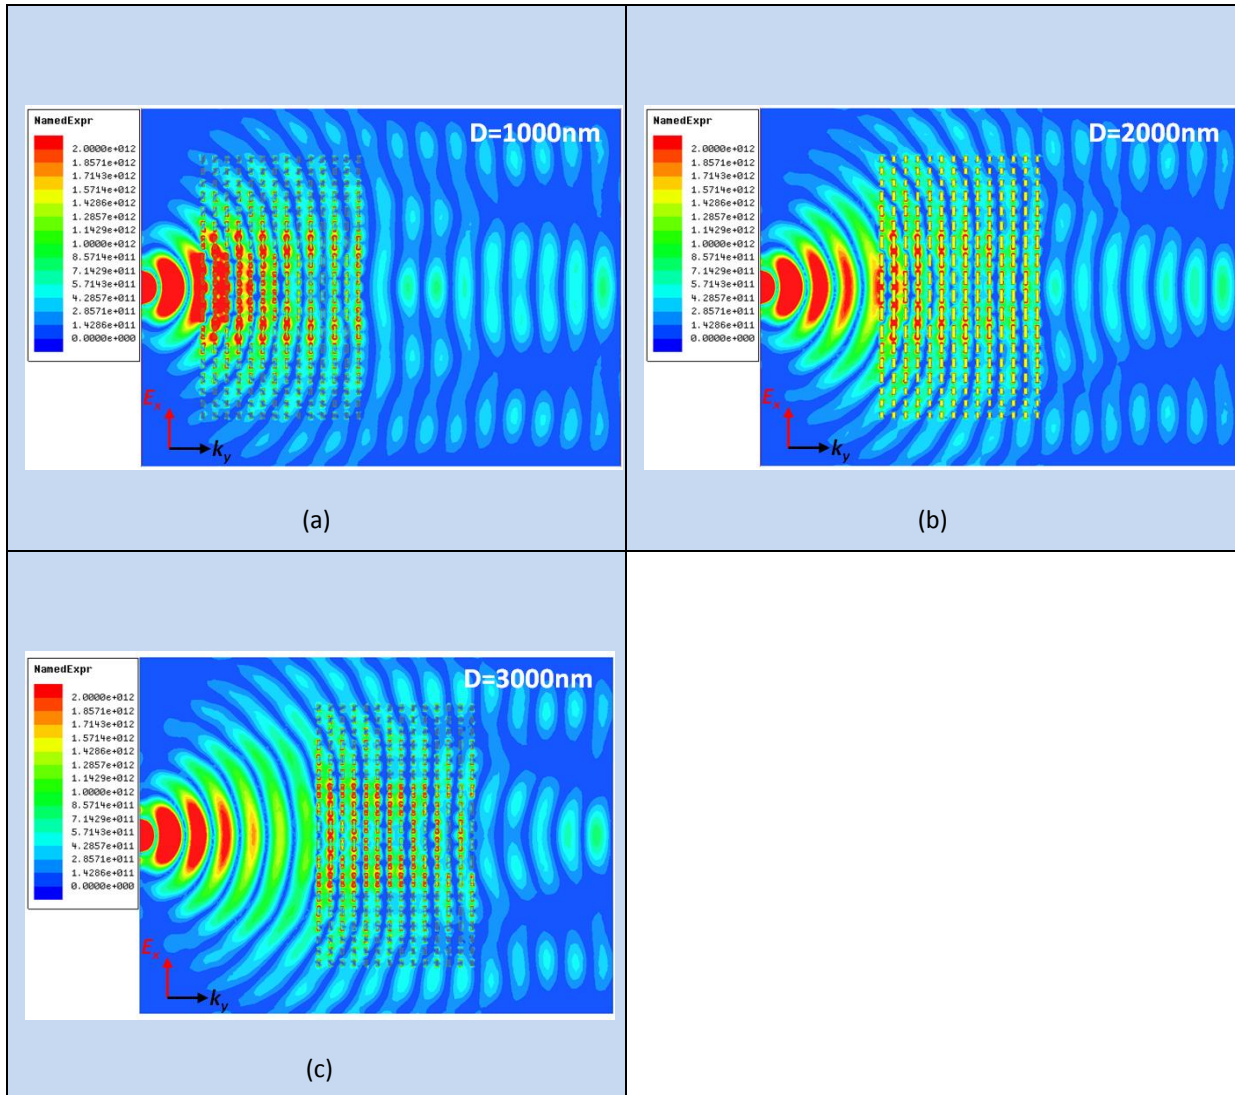 NamedExpr
2.0000e+012
1.8571e+012
1.7143e+012
1.5714e+012
1.4286e+012
1.2857e+012
1.1429e+012
1.0000e+012
8.5714e+011
7.1429e+011
5.7143e+011
4.2857e+011
2.8571e+011
1.4286e+011
0.0000e+000
D=1000nm
Eₓ
k_y
(a)
NamedExpr
2.0000e+012
1.8571e+012
1.7143e+012
1.5714e+012
1.4286e+012
1.2857e+012
1.1429e+012
1.0000e+012
8.5714e+011
7.1429e+011
5.7143e+011
4.2857e+011
2.8571e+011
1.4286e+011
0.0000e+000
D=2000nm
Eₓ
k_y
(b)
NamedExpr
2.0000e+012
1.8571e+012
1.7143e+012
1.5714e+012
1.4286e+012
1.2857e+012
1.1429e+012
1.0000e+012
8.5714e+011
7.1429e+011
5.7143e+011
4.2857e+011
2.8571e+011
1.4286e+011
0.0000e+000
D=3000nm
Eₓ
k_y
(c)